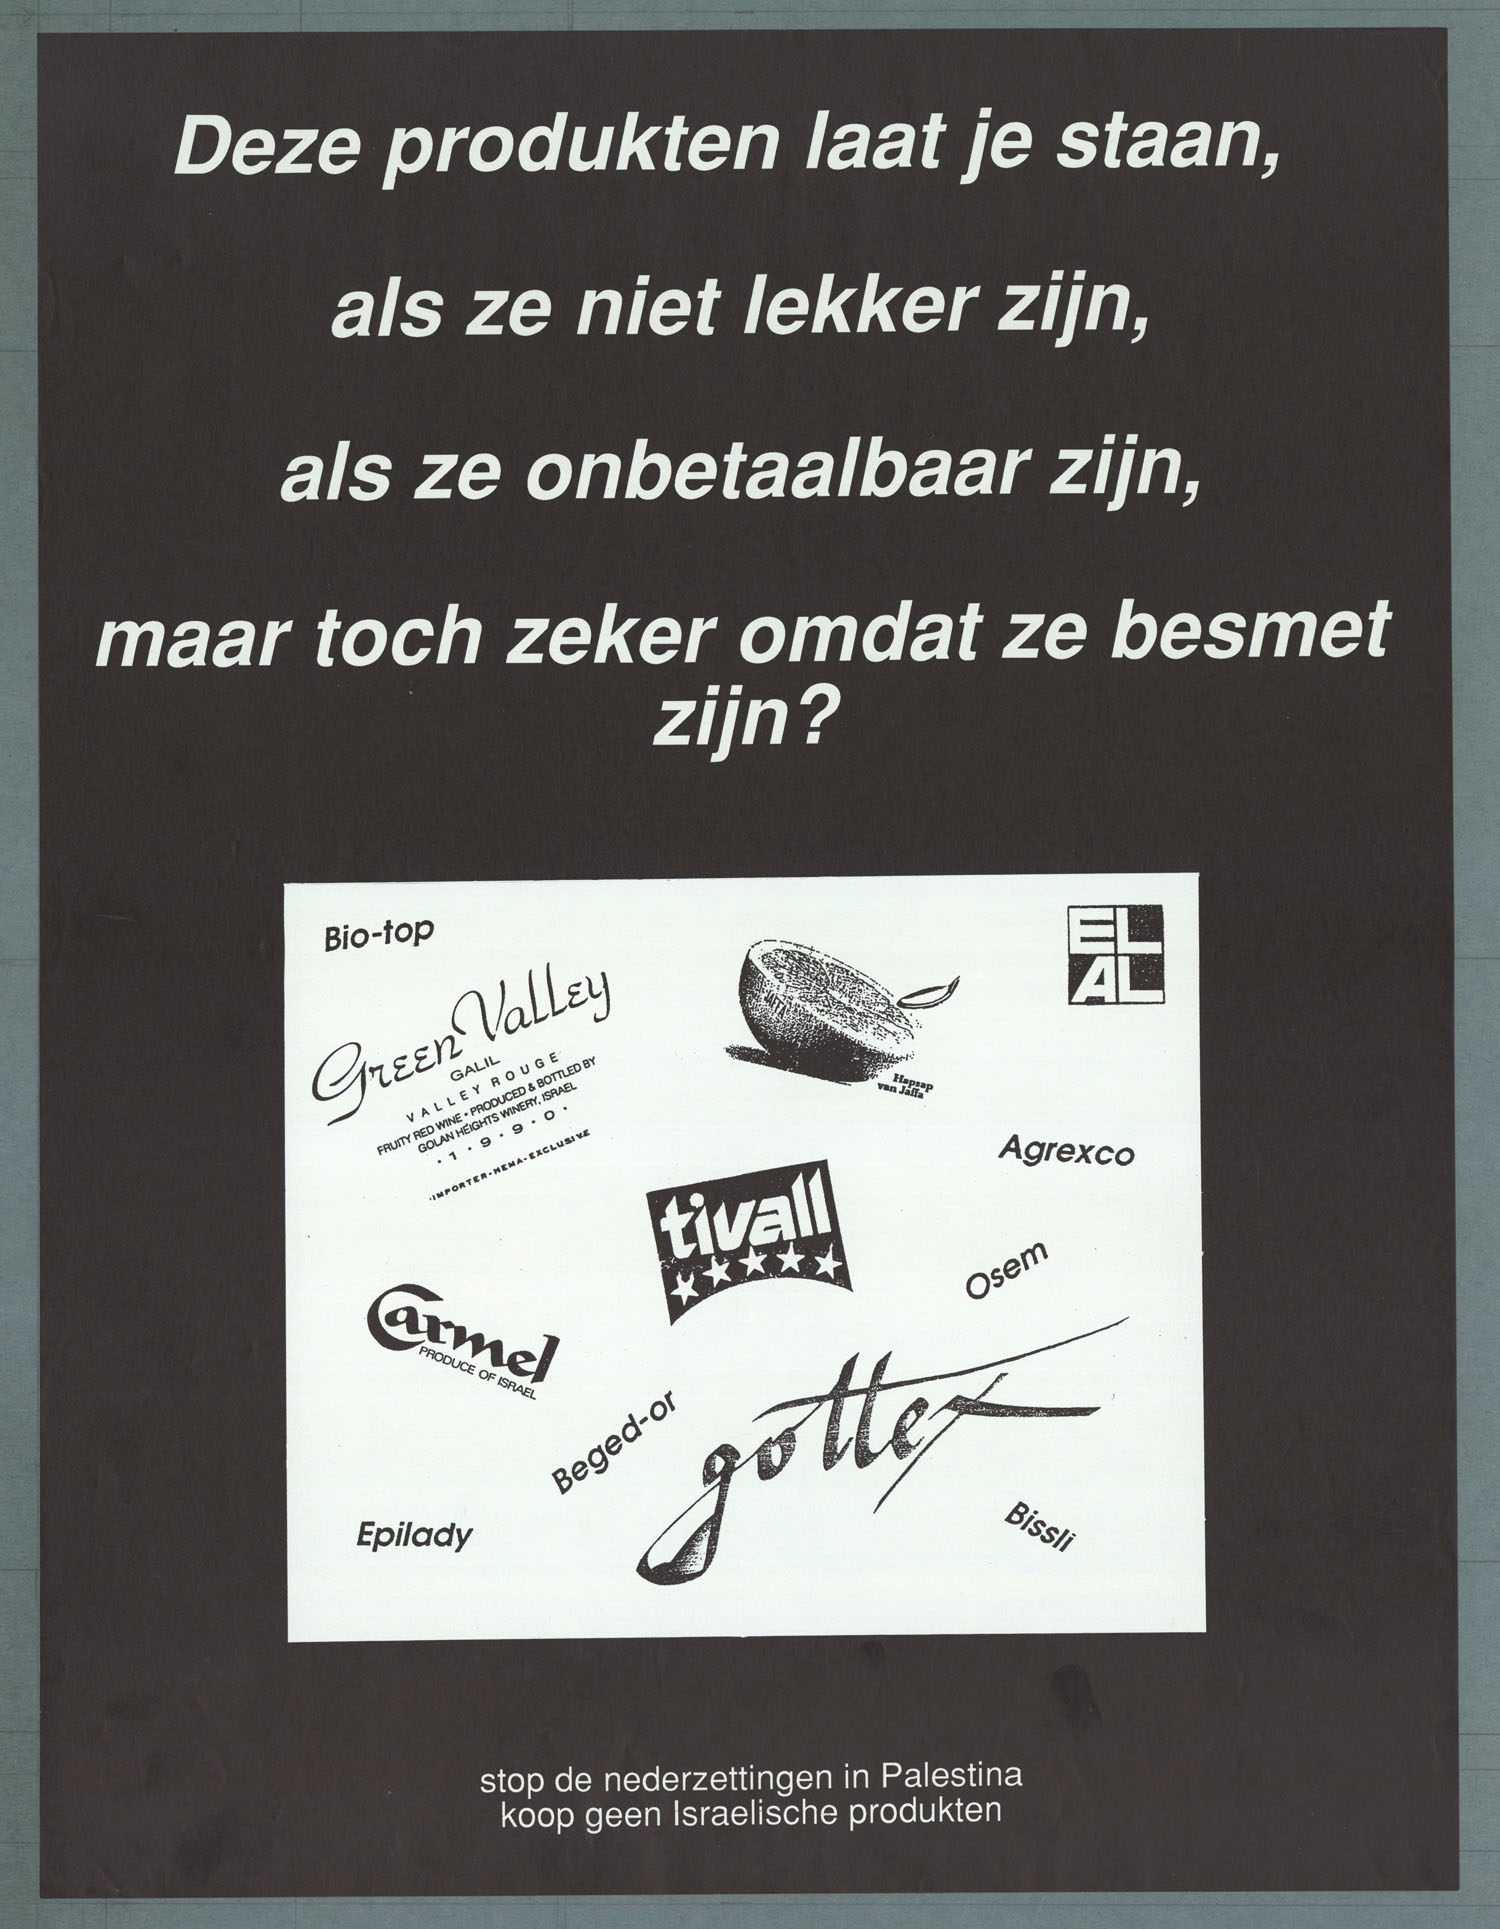 Deze produkten laat je staan,
als ze niet lekker zijn,
als ze onbetaalbaar zijn,
maar toch zeker omdat ze besmet
zijn?
Bio-top
EL
AL
Green Valley
GALIL
VALLEY ROUGE
FRUITY RED WINE • PRODUCED & BOTTLED BY
GOLAN HEIGHTS WINERY, ISRAEL
• 1 • 9 • 9 • 0 •
IMPORTER-HEMA-EXCLUSIVE
Hapsap
van Jaffa
Agrexco
tivall
Osem
Carmel
PRODUCE OF ISRAEL
Beged-or
gottex
Epilady
Bissli
stop de nederzettingen in Palestina
koop geen Israelische produkten